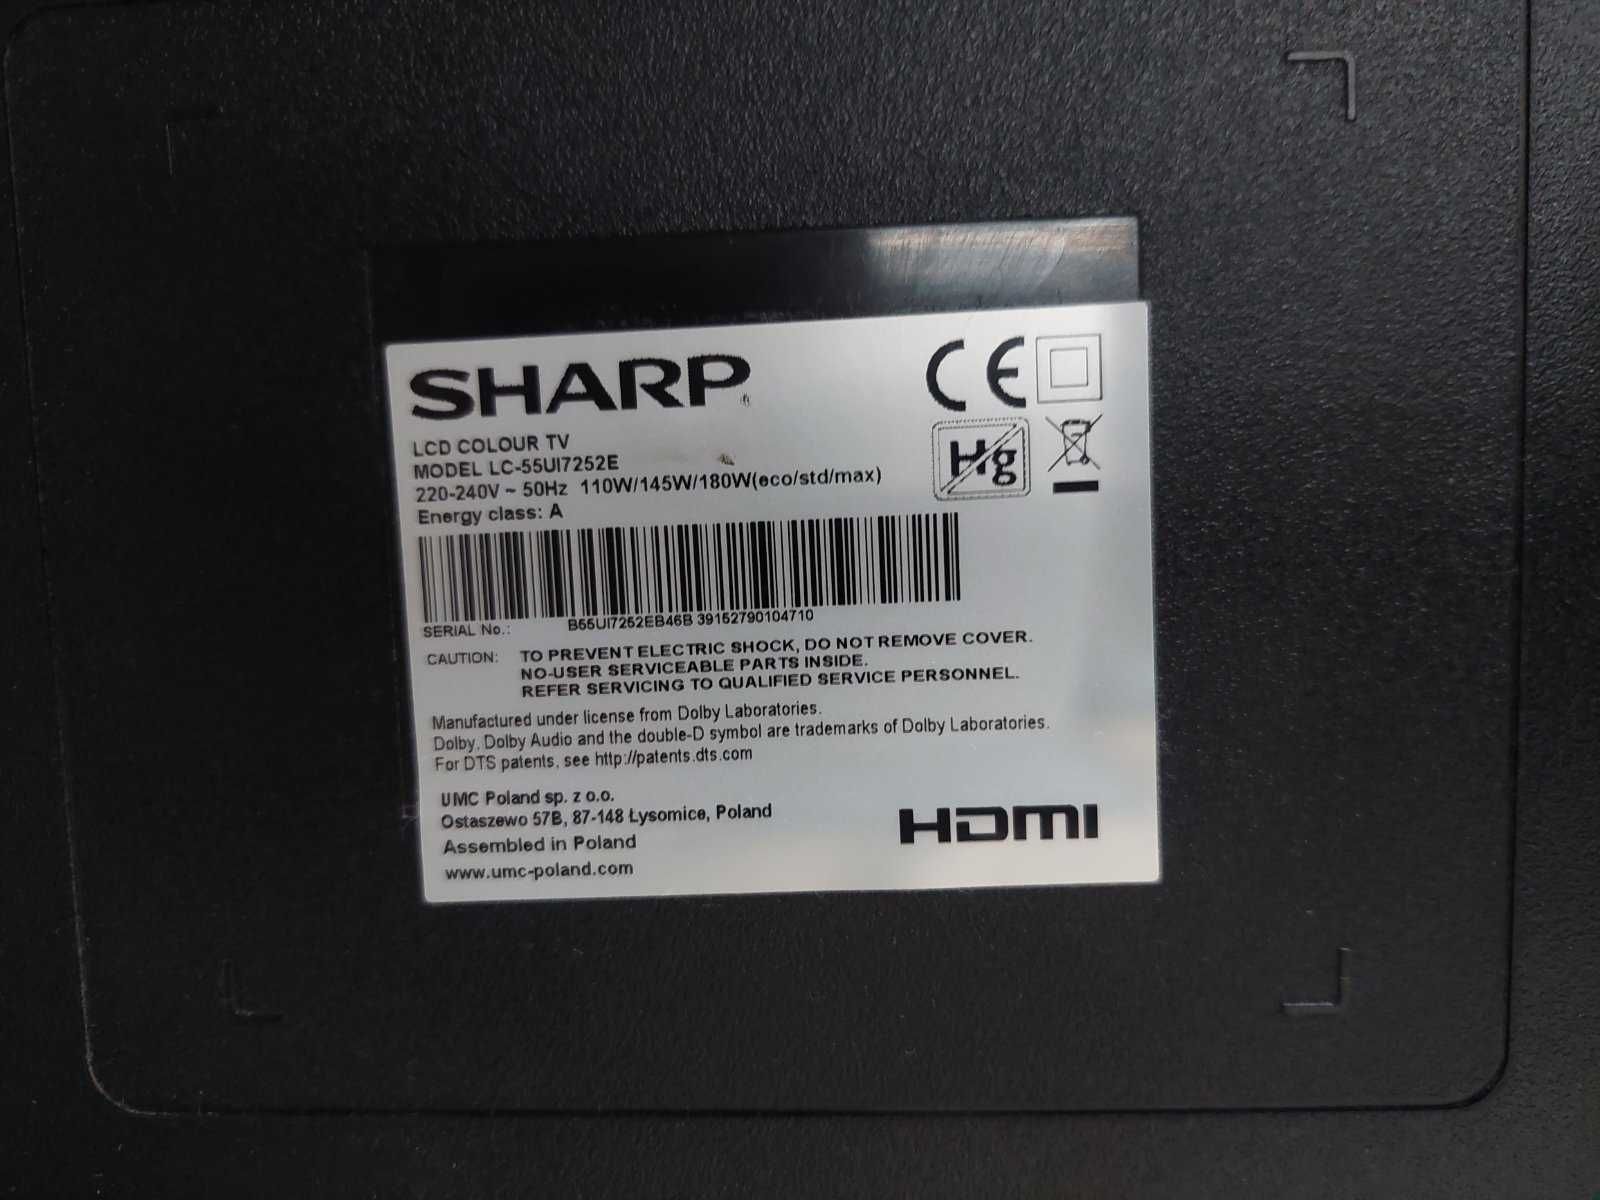 SHARP
CE
LCD COLOUR TV
MODEL LC-55UI7252E
220-240V ~ 50Hz 110W/145W/180W(eco/std/max)
Energy class: A
Hg
SERIAL No.: B55UI7252EB46B 39152790104710
CAUTION: TO PREVENT ELECTRIC SHOCK, DO NOT REMOVE COVER.
NO-USER SERVICEABLE PARTS INSIDE.
REFER SERVICING TO QUALIFIED SERVICE PERSONNEL.
Manufactured under license from Dolby Laboratories.
Dolby, Dolby Audio and the double-D symbol are trademarks of Dolby Laboratories.
For DTS patents, see http://patents.dts.com
UMC Poland sp. z o.o.
Ostaszewo 57B, 87-148 Łysomice, Poland
Assembled in Poland
www.umc-poland.com
HDMI